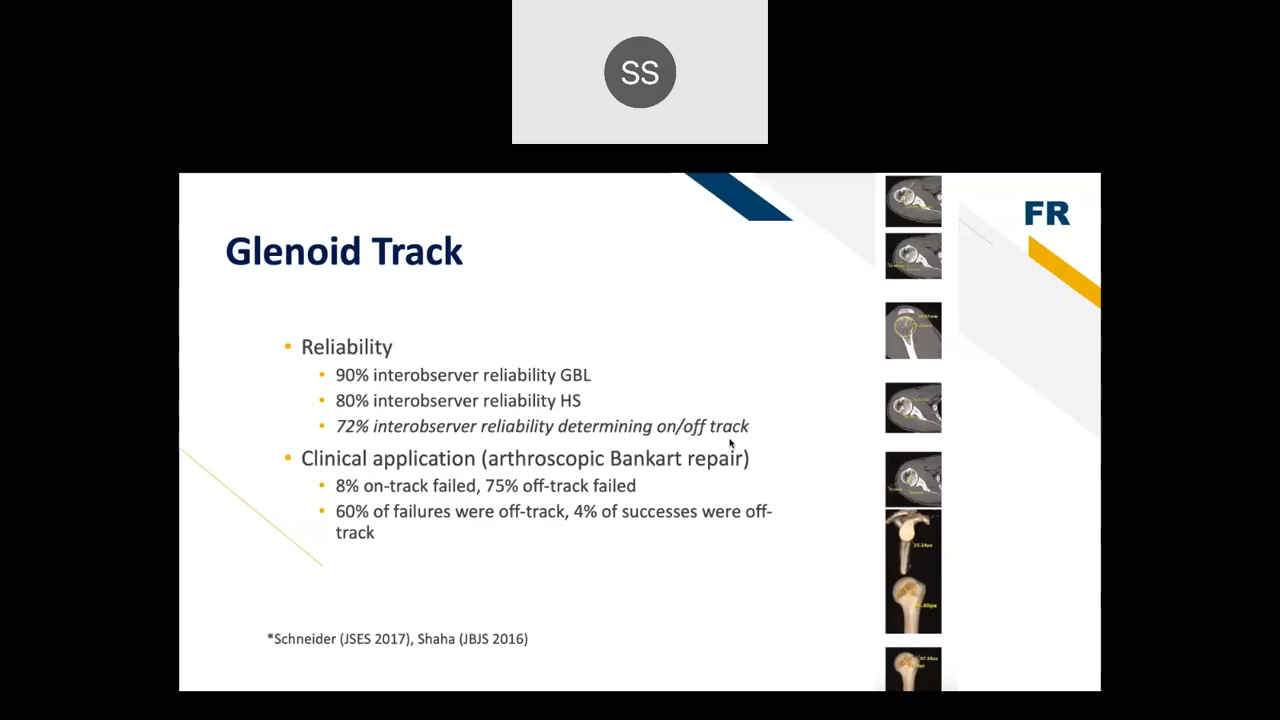 SS
FR
Glenoid Track
• Reliability
• 90% interobserver reliability GBL
• 80% interobserver reliability HS
• 72% interobserver reliability determining on/off track
• Clinical application (arthroscopic Bankart repair)
• 8% on-track failed, 75% off-track failed
• 60% of failures were off-track, 4% of successes were off-
track
*Schneider (JSES 2017), Shaha (JBJS 2016)